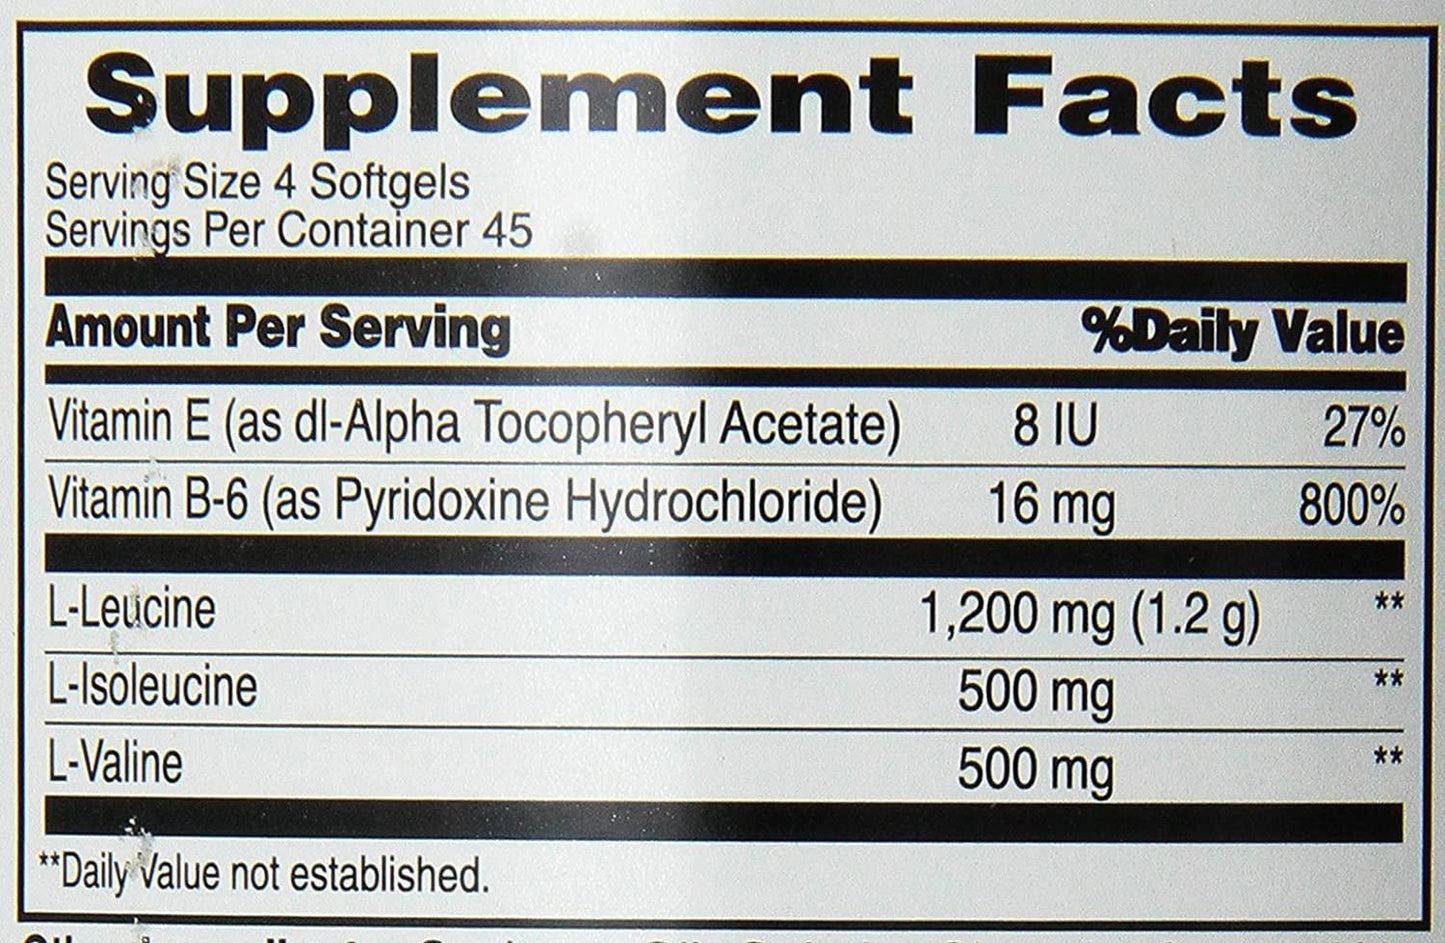 Supplement Facts
Serving Size 4 Softgels
Servings Per Container 45
Amount Per Serving %Daily Value
Vitamin E (as dl-Alpha Tocopheryl Acetate) 8 IU 27%
Vitamin B-6 (as Pyridoxine Hydrochloride) 16 mg 800%
L-Leucine 1,200 mg (1.2 g) **
L-Isoleucine 500 mg **
L-Valine 500 mg **
**Daily Value not established.